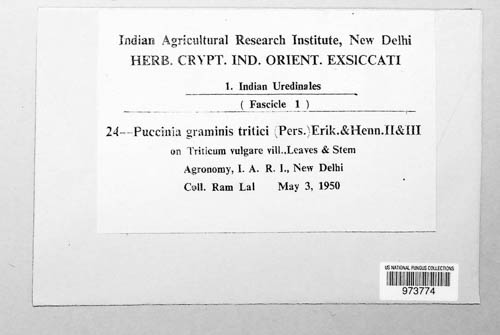 Indian Agricultural Research Institute, New Delhi
HERB. CRYPT. IND. ORIENT. EXSICCATI
1. Indian Uredinales
( Fascicle 1 )
24--Puccinia graminis tritici (Pers.) Erik.&Henn.II&III
on Triticum vulgare vill.,Leaves & Stem
Agronomy, I. A. R. I., New Delhi
Coll. Ram Lal May 3, 1950
US NATIONAL FUNGUS COLLECTIONS
973774